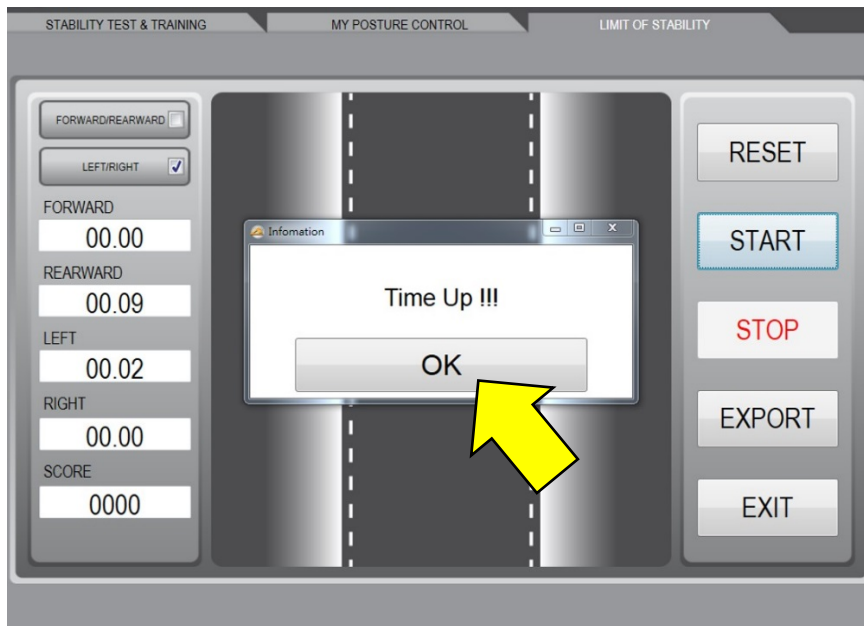 STABILITY TEST & TRAINING
MY POSTURE CONTROL
LIMIT OF STABILITY
FORWARD/REARWARD
LEFT/RIGHT
FORWARD
00.00
REARWARD
00.09
LEFT
00.02
RIGHT
00.00
SCORE
0000
Infomation
Time Up !!!
OK
RESET
START
STOP
EXPORT
EXIT